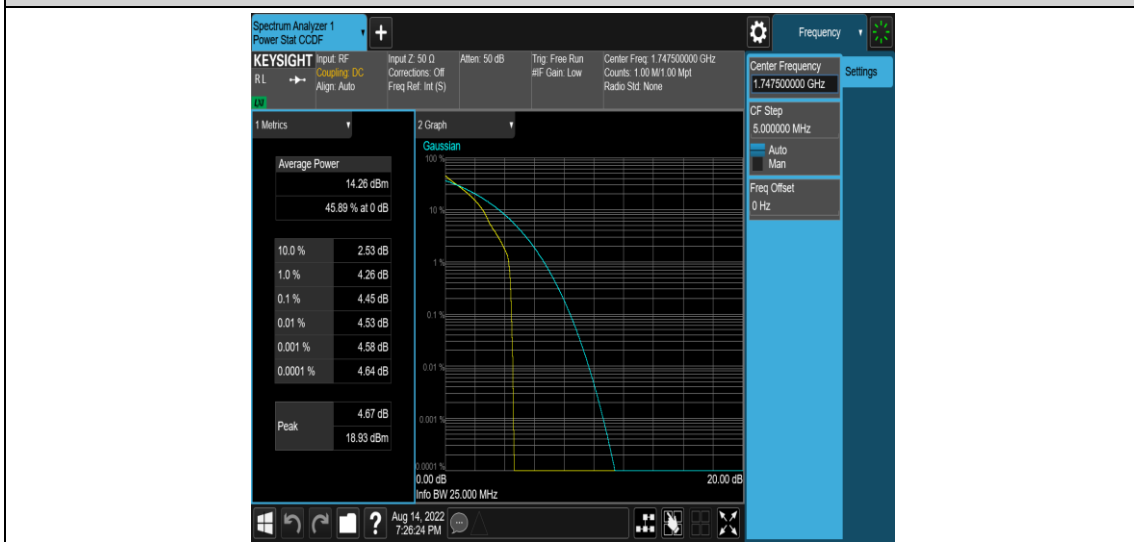 Spectrum Analyzer 1
Power Stat CCDF
+
Frequency
KEYSIGHT
RL
Input: RF
Coupling: DC
Align: Auto
Input Z: 50 Ω
Corrections: Off
Freq Ref: Int (S)
Atten: 50 dB
Trig: Free Run
#IF Gain: Low
Center Freq: 1.747500000 GHz
Counts: 1.00 M/1.00 Mpt
Radio Std: None
Center Frequency
1.747500000 GHz
Settings
CF Step
5.000000 MHz
Auto
Man
Freq Offset
0 Hz
1 Metrics
Average Power
14.26 dBm
45.89 % at 0 dB
10.0 % 2.53 dB
1.0 % 4.26 dB
0.1 % 4.45 dB
0.01 % 4.53 dB
0.001 % 4.58 dB
0.0001 % 4.64 dB
Peak 4.67 dB
18.93 dBm
2 Graph
Gaussian
100 %
10 %
1 %
0.1 %
0.01 %
0.001 %
0.0001 %
0.00 dB 20.00 dB
Info BW 25.000 MHz
?
Aug 14, 2022
7:26:24 PM